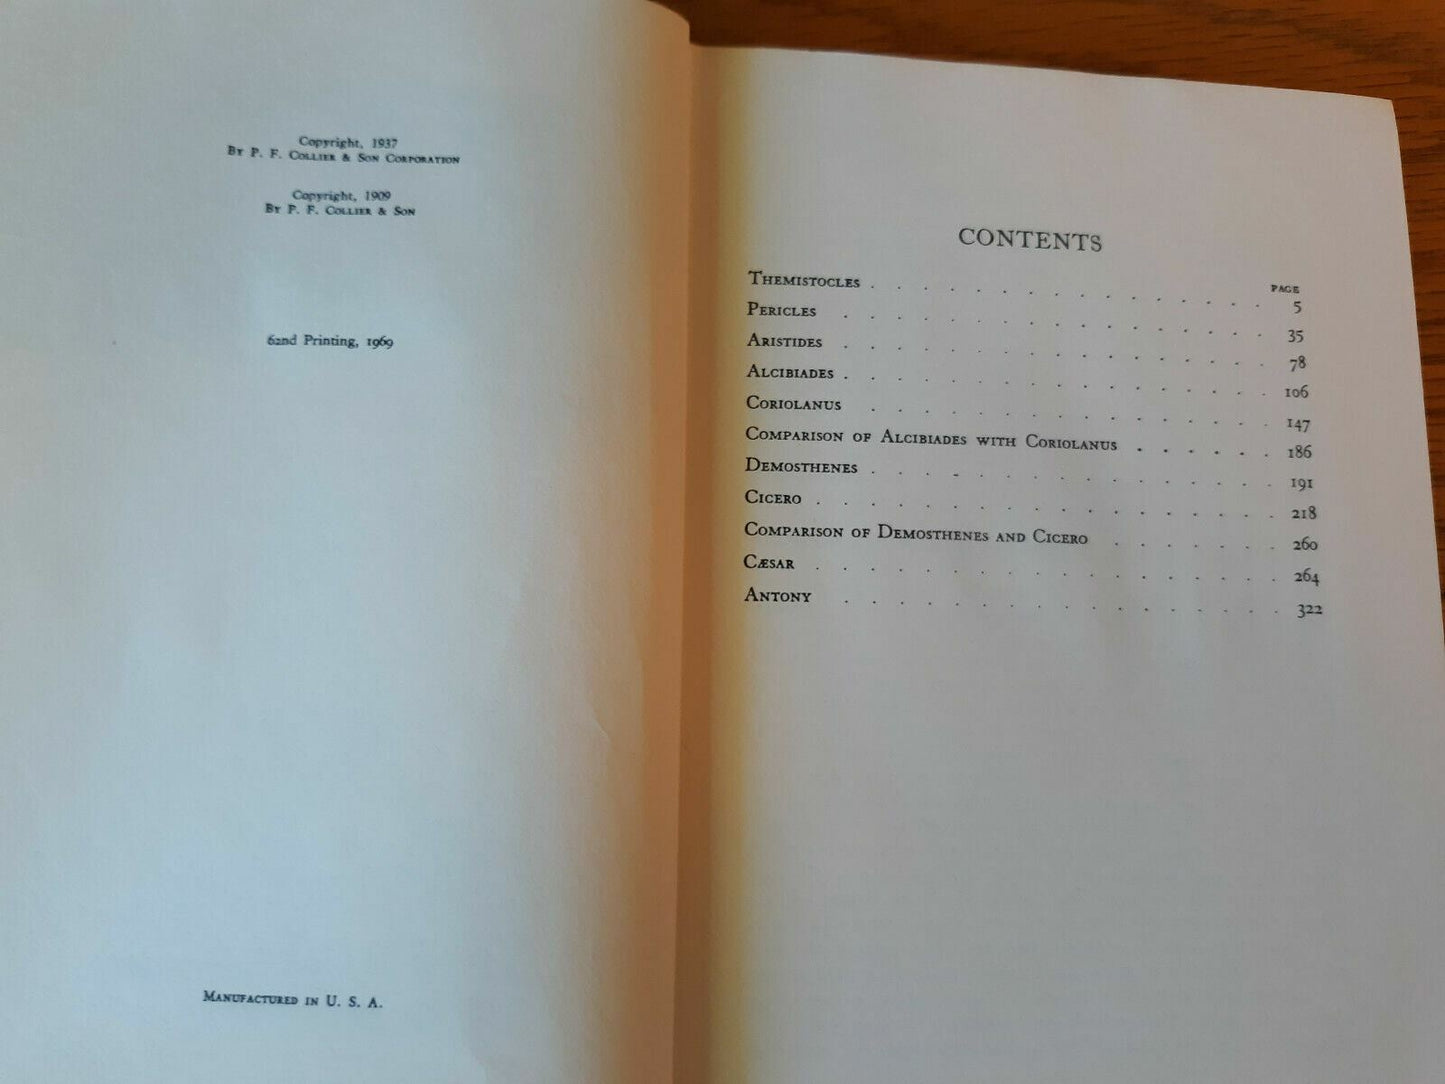 Copyright, 1937
By P. F. Collier & Son Corporation
Copyright, 1909
By P. F. Collier & Son
62nd Printing, 1969
Manufactured in U. S. A.
CONTENTS
PAGE
Themistocles . . . . . . . . . . . . . . . 5
Pericles . . . . . . . . . . . . . . . . 35
Aristides . . . . . . . . . . . . . . . . 78
Alcibiades . . . . . . . . . . . . . . . . 106
Coriolanus . . . . . . . . . . . . . . . 147
Comparison of Alcibiades with Coriolanus . . . . . . 186
Demosthenes . . . . . . . . . . . . . . . 191
Cicero . . . . . . . . . . . . . . . . . . 218
Comparison of Demosthenes and Cicero . . . . . . . 260
Cæsar . . . . . . . . . . . . . . . . . . 264
Antony . . . . . . . . . . . . . . . . . 322